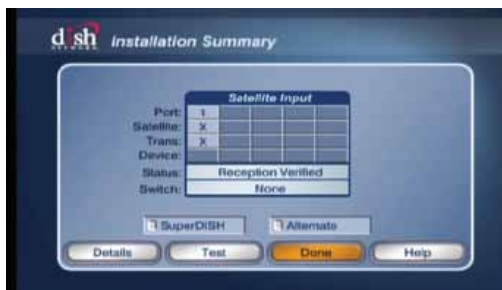 dish
NETWORK
Installation Summary
Satellite Input
Port: 1
Satellite: X
Trans: X
Device:
Status: Reception Verified
Switch: None
SuperDISH Alternate
Details Test Done Help